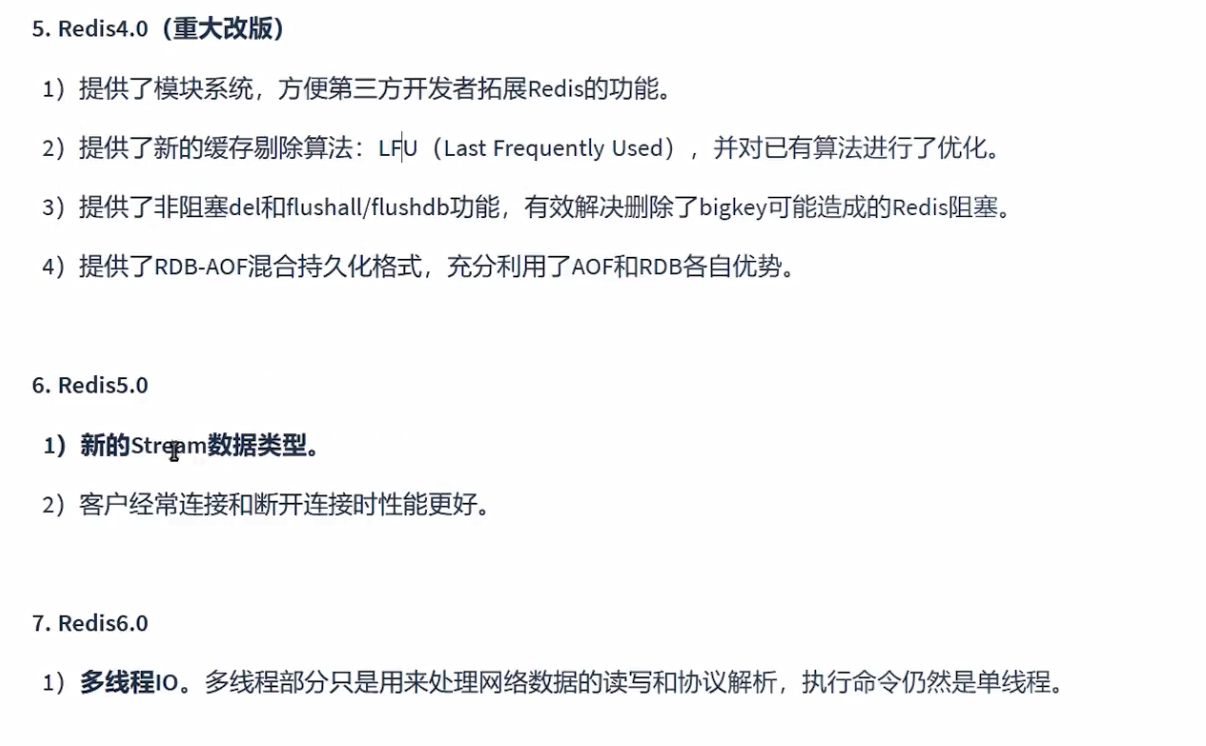 5. Redis4.0（重大改版）
1）提供了模块系统，方便第三方开发者拓展Redis的功能。
2）提供了新的缓存剔除算法：LFU（Last Frequently Used），并对已有算法进行了优化。
3）提供了非阻塞del和flushall/flushdb功能，有效解决删除了bigkey可能造成的Redis阻塞。
4）提供了RDB-AOF混合持久化格式，充分利用了AOF和RDB各自优势。
6. Redis5.0
1）新的Stream数据类型。
2）客户经常连接和断开连接时性能更好。
7. Redis6.0
1）多线程IO。多线程部分只是用来处理网络数据的读写和协议解析，执行命令仍然是单线程。